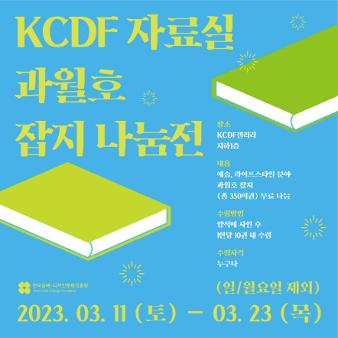 KCDF 자료실
과월호
잡지 나눔전
장소
KCDF갤러리
지하1층
내용
예술, 라이프스타일 분야
과월호 잡지
(총 350여권) 무료 나눔
수령방법
양식에 사인 후
1인당 10권 내 수령
수령자격
누구나
한국공예·디자인문화진흥원
(일/월요일 제외)
2023. 03. 11 (토) – 03. 23 (목)